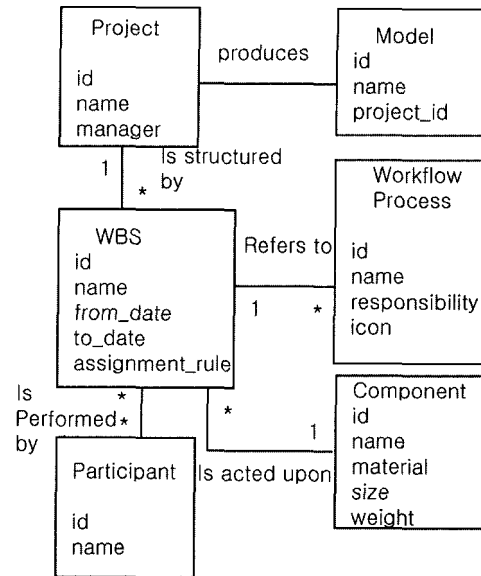 Project
id
name
manager
produces
Model
id
name
project_id
1
*
Is structured
by
WBS
id
name
from_date
to_date
assignment_rule
Refers to
1
*
Workflow
Process
id
name
responsibility
icon
Is
Performed
by
*
*
*
1
Is acted upon
Participant
id
name
Component
id
name
material
size
weight